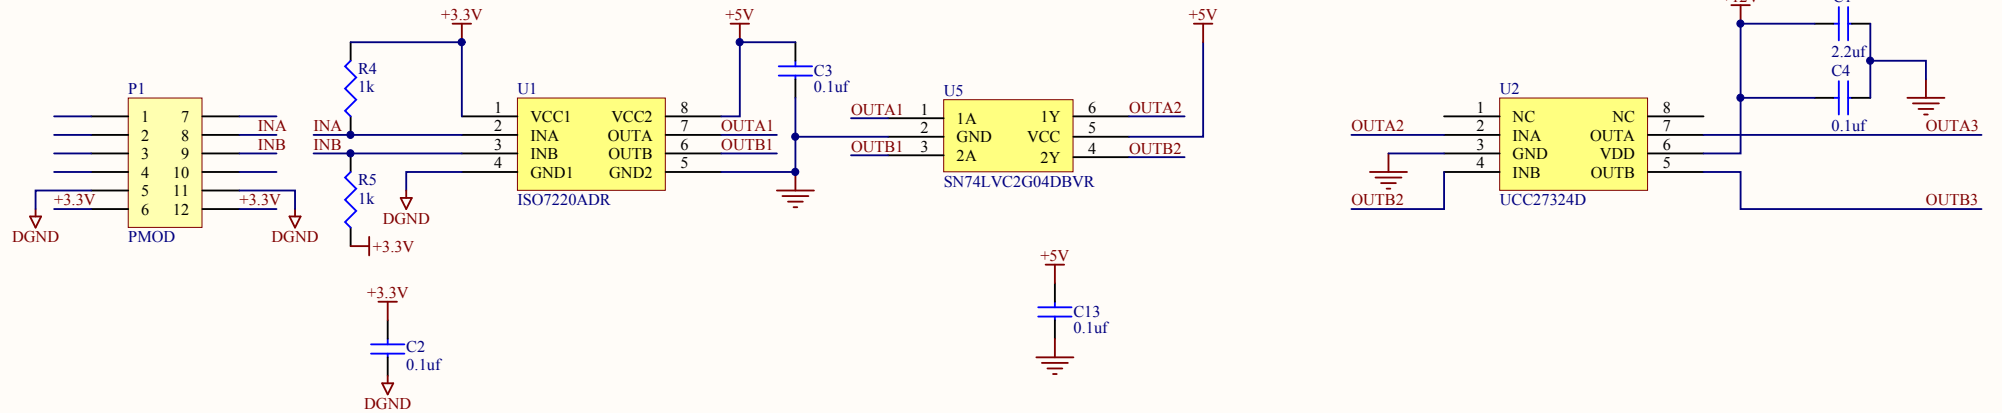 +3.3V
+5V
+5V
R4
1k
C3
0.1uf
2.2uf
C4
0.1uf
P1
1 7
2 8 INA
3 9 INB
4 10
5 11
+3.3V 6 12 +3.3V
DGND
DGND
PMOD
INA
INB
R5
1k
+3.3V
U1
1 VCC1 VCC2 8
2 INA OUTA 7 OUTA1
3 INB OUTB 6 OUTB1
4 GND1 GND2 5
ISO7220ADR
DGND
U5
OUTA1 1 1A 1Y 6 OUTA2
2 GND VCC 5
OUTB1 3 2A 2Y 4 OUTB2
SN74LVC2G04DBVR
U2
1 NC NC 8
OUTA2 2 INA OUTA 7 OUTA3
3 GND VDD 6
4 INB OUTB 5
OUTB2 UCC27324D OUTB3
+3.3V
C2
0.1uf
DGND
+5V
C13
0.1uf